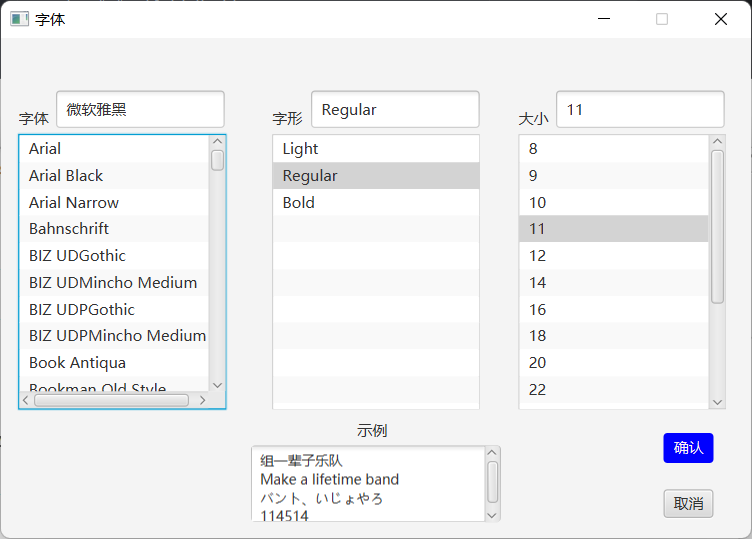 字体
字体 微软雅黑
字形 Regular
大小 11
Arial
Arial Black
Arial Narrow
Bahnschrift
BIZ UDGothic
BIZ UDMincho Medium
BIZ UDPGothic
BIZ UDPMincho Medium
Book Antiqua
Bookman Old Style
Light
Regular
Bold
8
9
10
11
12
14
16
18
20
22
示例
组一辈子乐队
Make a lifetime band
バント、いじょやろ
114514
确认
取消